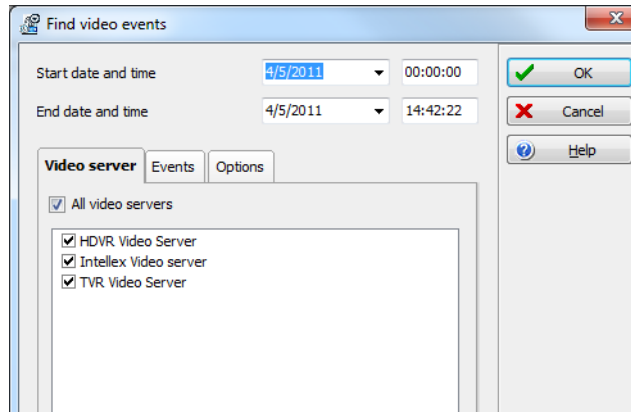 Find video events
Start date and time 4/5/2011 00:00:00
End date and time 4/5/2011 14:42:22
OK
Cancel
Help
Video server Events Options
All video servers
HDVR Video Server
Intellex Video server
TVR Video Server